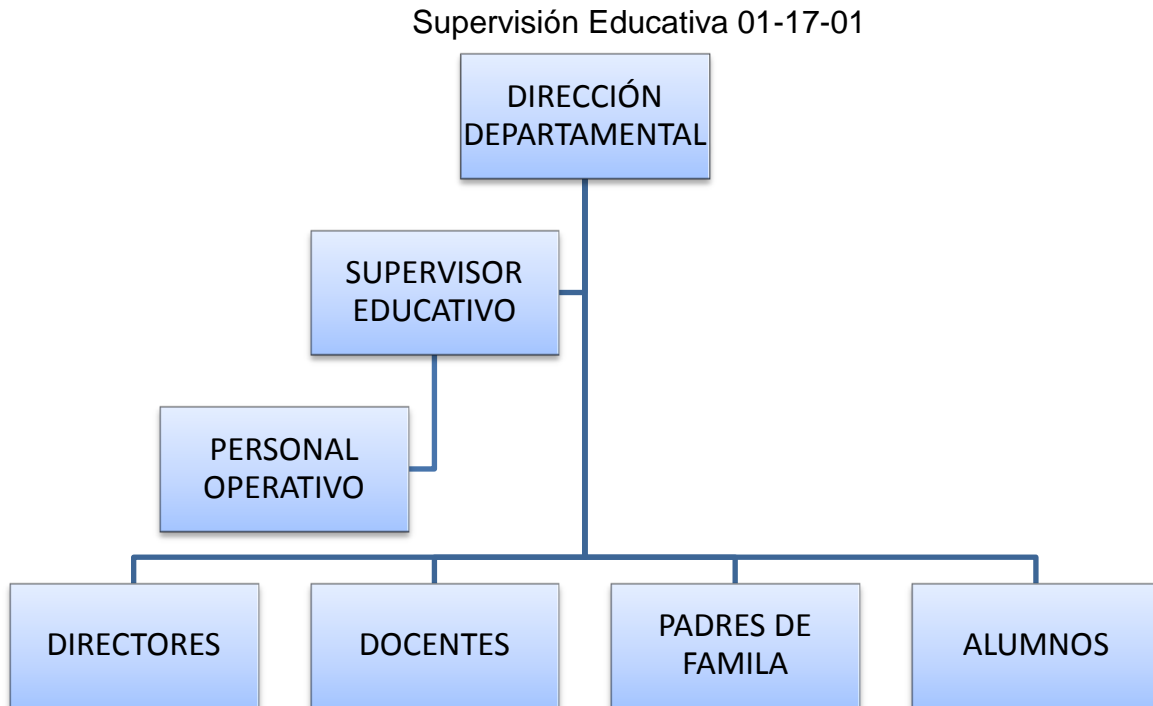 Supervisión Educativa 01-17-01
DIRECCIÓN
DEPARTAMENTAL
SUPERVISOR
EDUCATIVO
PERSONAL
OPERATIVO
DIRECTORES
DOCENTES
PADRES DE
FAMILA
ALUMNOS